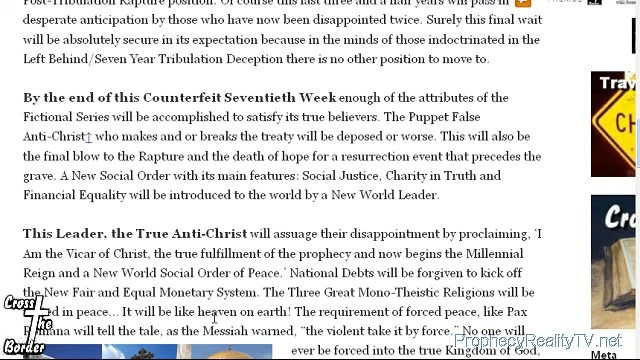 Post-Tribulation Rapture position. Of course this last three and a half years will pass in
desperate anticipation by those who have now been disappointed twice. Surely this final wait
will be absolutely secure in its expectation because in the minds of those indoctrinated in the
Left Behind/Seven Year Tribulation Deception there is no other position to move to.
By the end of this Counterfeit Seventieth Week enough of the attributes of the
Fictional Series will be accomplished to satisfy its true believers. The Puppet False
Anti-Christ↑ who makes and or breaks the treaty will be deposed or worse. This will also be
the final blow to the Rapture and the death of hope for a resurrection event that precedes the
grave. A New Social Order with its main features: Social Justice, Charity in Truth and
Financial Equality will be introduced to the world by a New World Leader.
This Leader, the True Anti-Christ will assuage their disappointment by proclaiming, 'I
Am the Vicar of Christ, the true fulfillment of the prophecy and now begins the Millennial
Reign and a New World Social Order of Peace.' National Debts will be forgiven to kick off
the New Fair and Equal Monetary System. The Three Great Mono-Theistic Religions will be
in peace... It will be like heaven on earth! The requirement of forced peace, like Pax
will tell the tale, as the Messiah warned, "the violent take it by force." No one will
ever be forced into the true Kingdom of God,
Cross
The
Border
Trav
CH
Cro
ProphecyRealityTV.net
Meta